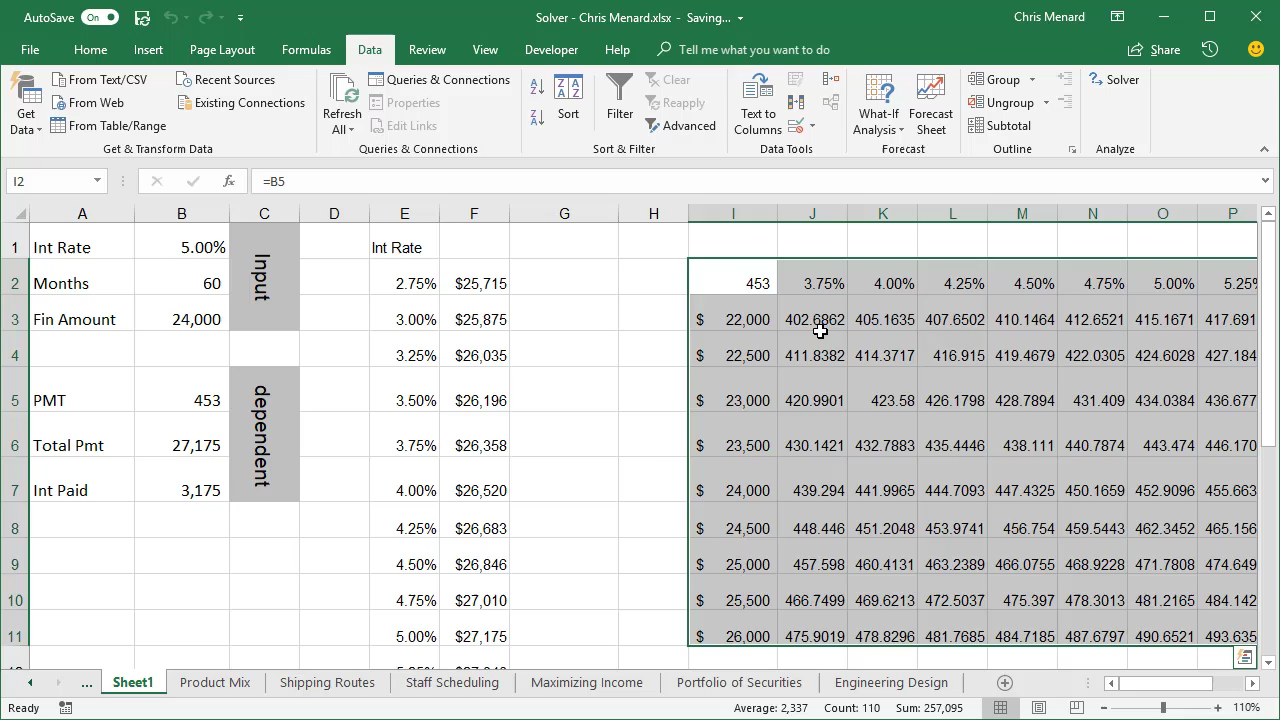 AutoSave On
Solver - Chris Menard.xlsx - Saving...
Chris Menard
File Home Insert Page Layout Formulas Data Review View Developer Help Tell me what you want to do Share
Get Data
From Text/CSV
From Web
From Table/Range
Recent Sources
Existing Connections
Get & Transform Data
Refresh All
Queries & Connections
Properties
Edit Links
Queries & Connections
Sort
Filter
Clear
Reapply
Advanced
Sort & Filter
Text to Columns
Data Tools
What-If Analysis
Forecast Sheet
Forecast
Group
Ungroup
Subtotal
Outline
Solver
Analyze
I2 fx =B5
A B C D E F G H I J K L M N O P
1 Int Rate 5.00% Input Int Rate
2 Months 60 2.75% $25,715 453 3.75% 4.00% 4.25% 4.50% 4.75% 5.00% 5.25%
3 Fin Amount 24,000 3.00% $25,875 $ 22,000 402.6862 405.1635 407.6502 410.1464 412.6521 415.1671 417.691
4 3.25% $26,035 $ 22,500 411.8382 414.3717 416.915 419.4679 422.0305 424.6028 427.184
5 PMT 453 dependent 3.50% $26,196 $ 23,000 420.9901 423.58 426.1798 428.7894 431.409 434.0384 436.677
6 Total Pmt 27,175 3.75% $26,358 $ 23,500 430.1421 432.7883 435.4446 438.111 440.7874 443.474 446.170
7 Int Paid 3,175 4.00% $26,520 $ 24,000 439.294 441.9965 444.7093 447.4325 450.1659 452.9096 455.663
8 4.25% $26,683 $ 24,500 448.446 451.2048 453.9741 456.754 459.5443 462.3452 465.156
9 4.50% $26,846 $ 25,000 457.598 460.4131 463.2389 466.0755 468.9228 471.7808 474.649
10 4.75% $27,010 $ 25,500 466.7499 469.6213 472.5037 475.397 478.3013 481.2165 484.142
11 5.00% $27,175 $ 26,000 475.9019 478.8296 481.7685 484.7185 487.6797 490.6521 493.635
... Sheet1 Product Mix Shipping Routes Staff Scheduling Maximizing Income Portfolio of Securities Engineering Design
Ready Average: 2,337 Count: 110 Sum: 257,095 110%